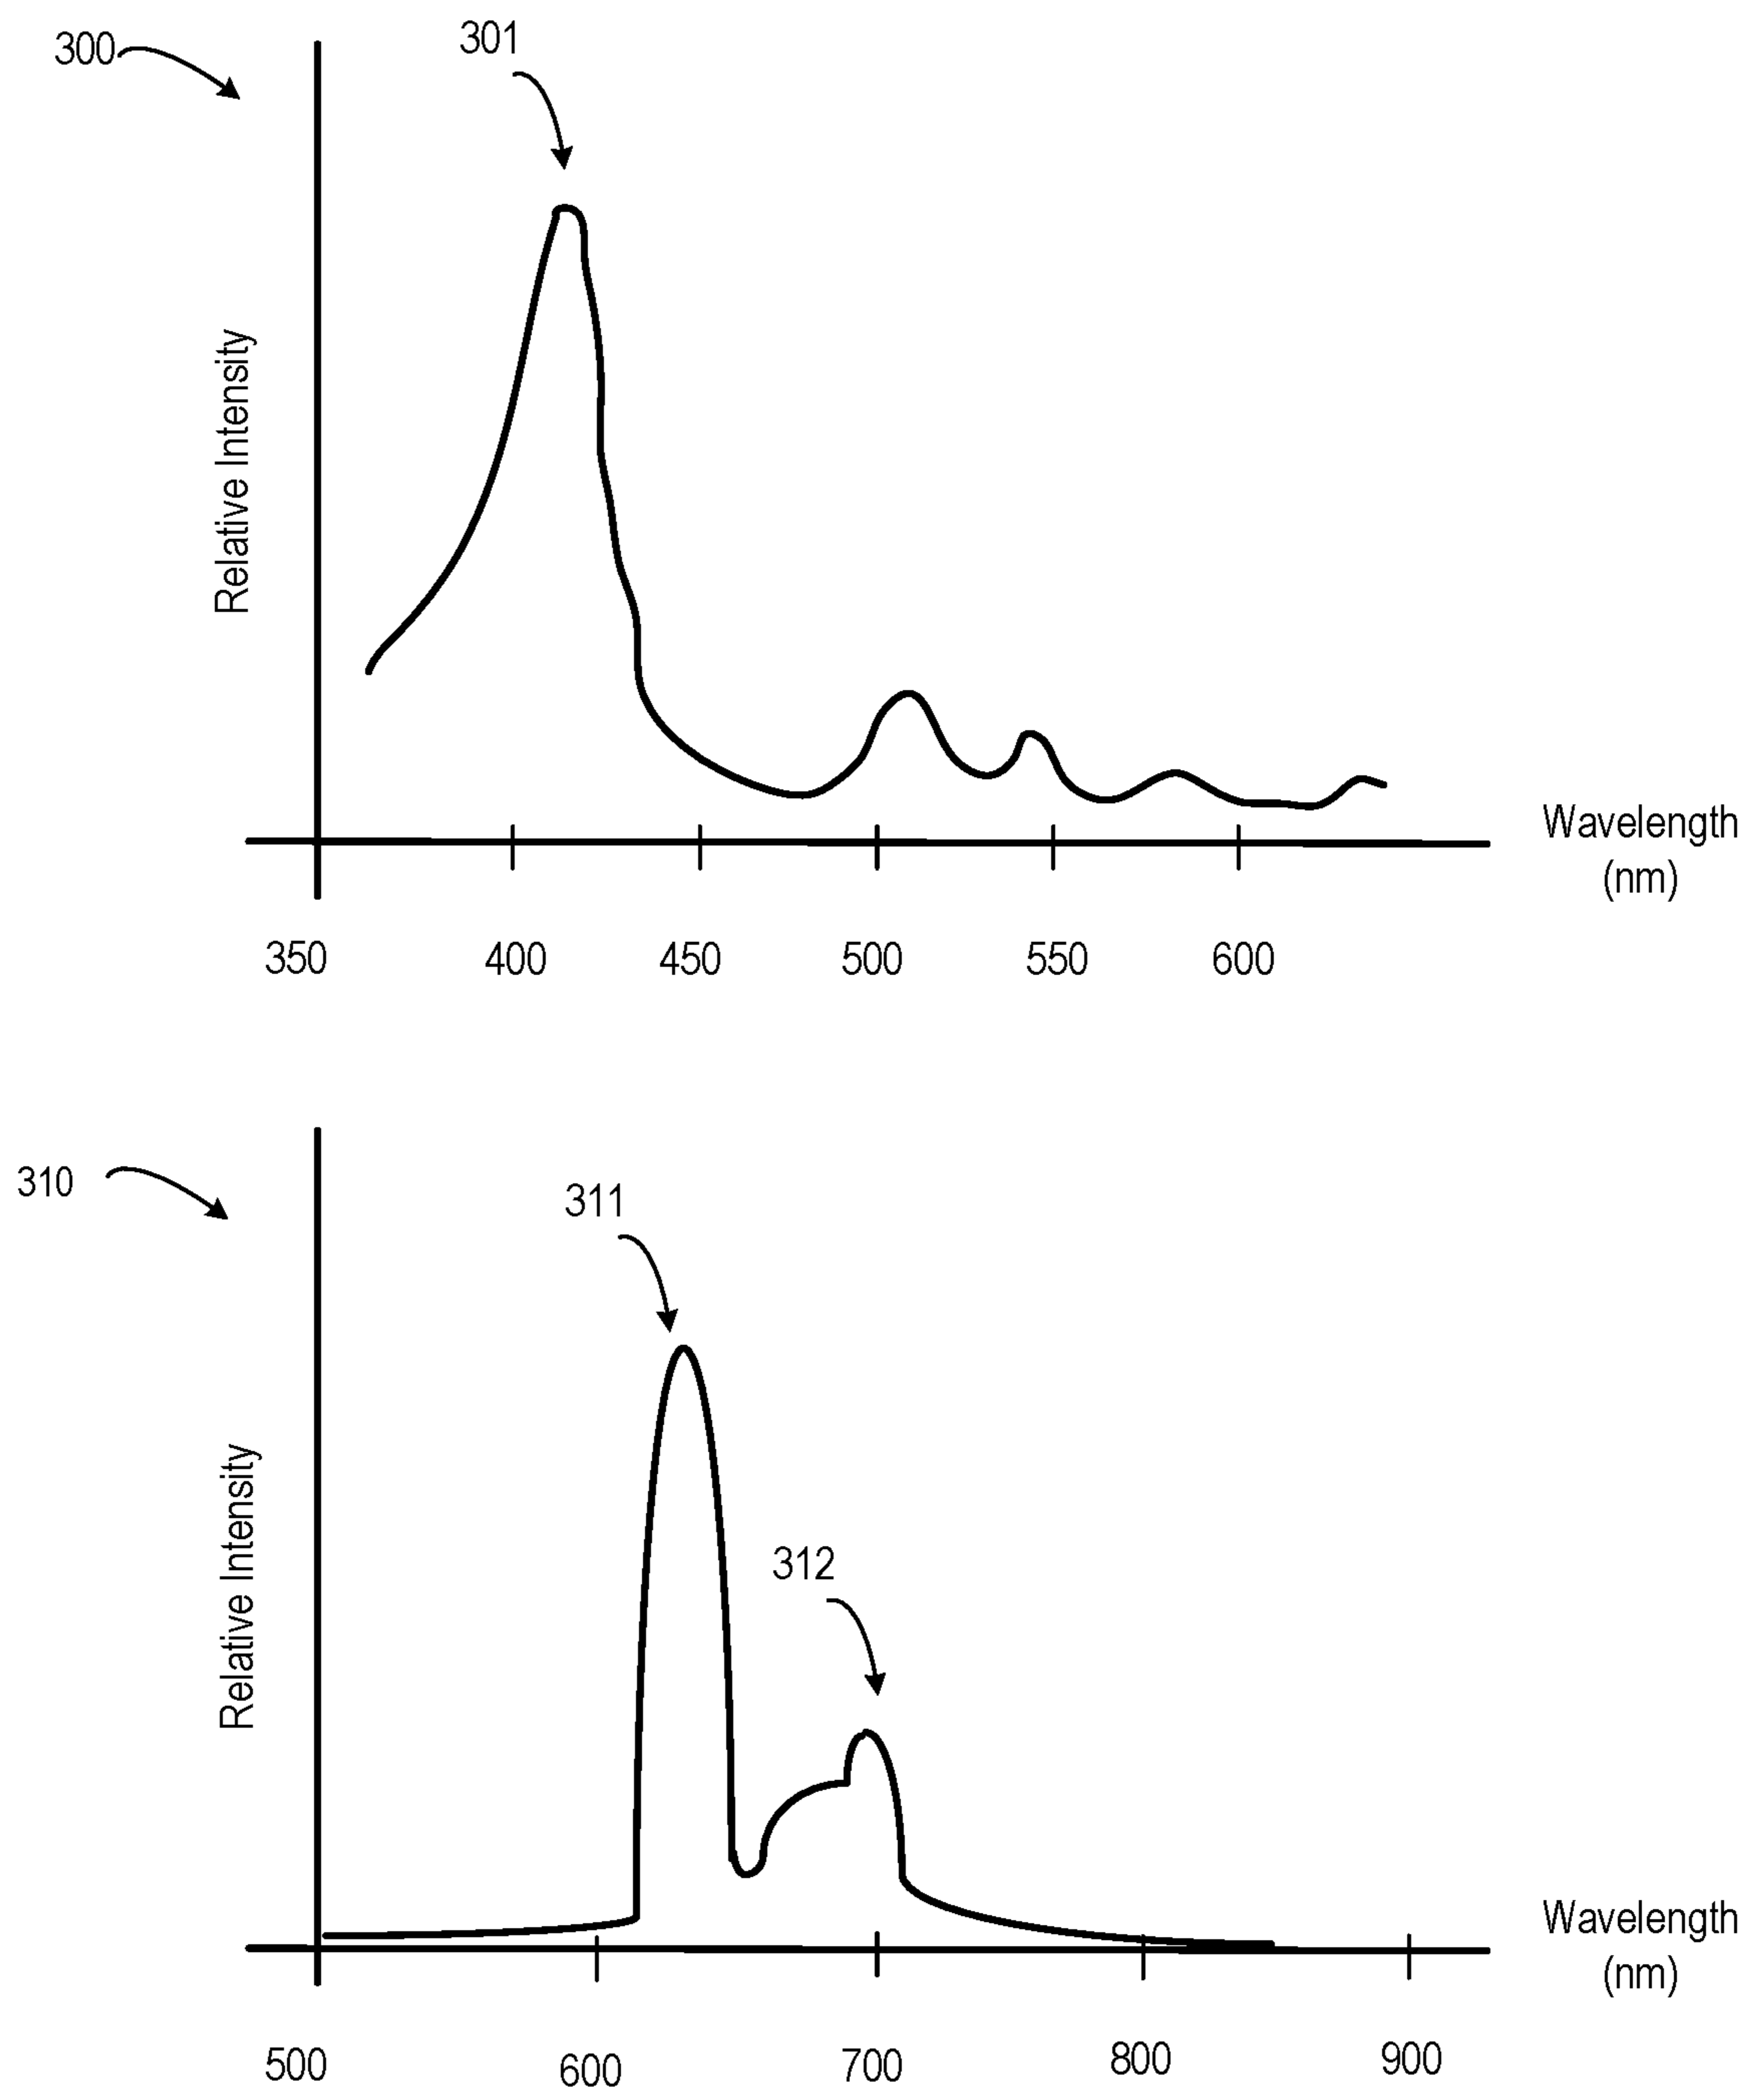 300
301
Relative Intensity
Wavelength
(nm)
350 400 450 500 550 600
310
311
312
Relative Intensity
Wavelength
(nm)
500 600 700 800 900